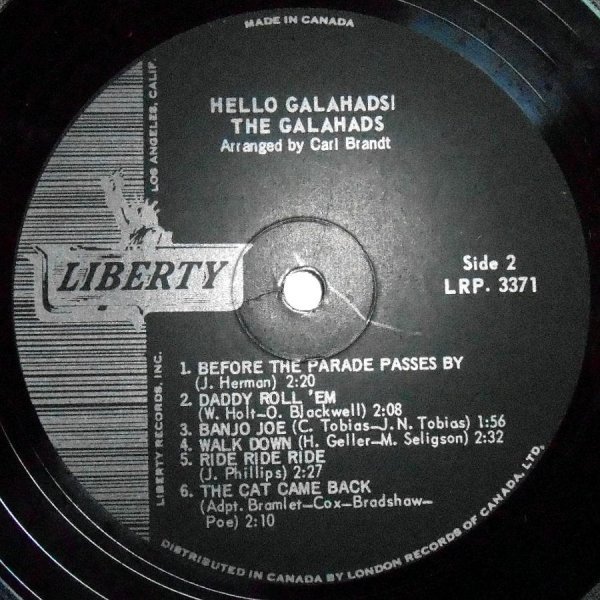 MADE IN CANADA
HELLO GALAHADS!
THE GALAHADS
Arranged by Carl Brandt
LIBERTY
LIBERTY RECORDS, INC.
LOS ANGELES, CALIF.
Side 2
LRP. 3371
1. BEFORE THE PARADE PASSES BY
(J. Herman) 2:20
2. DADDY ROLL 'EM
(W. Holt–O. Blackwell) 2:08
3. BANJO JOE (C. Tobias–J. N. Tobias) 1:56
4. WALK DOWN (H. Geller–M. Seligson) 2:32
5. RIDE RIDE RIDE
(J. Phillips) 2:27
6. THE CAT CAME BACK
(Adpt. Bramlet–Cox–Bradshaw–
Poe) 2:10
DISTRIBUTED IN CANADA BY LONDON RECORDS OF CANADA, LTD.